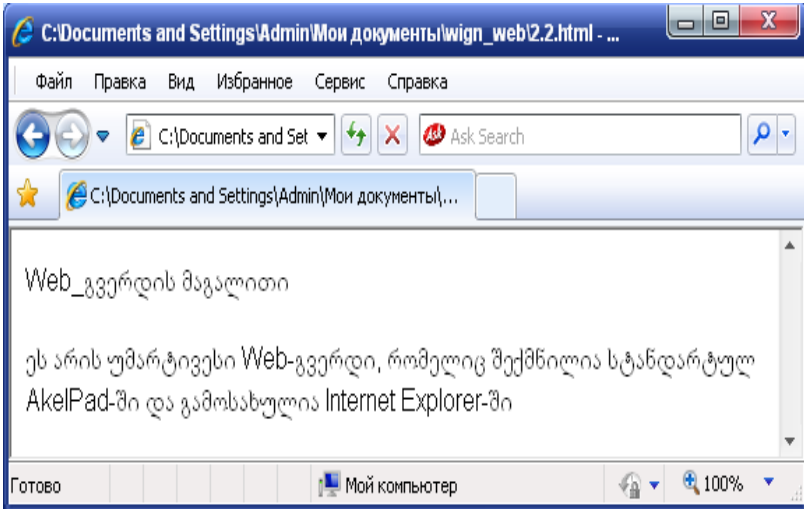 C:\Documents and Settings\Admin\Мои документы\wign_web\2.2.html - ...
Файл Правка Вид Избранное Сервис Справка
C:\Documents and Set Ask Ask Search
C:\Documents and Settings\Admin\Мои документы\...
Web_გვერდის მაგალითი
ეს არის უმარტივესი Web-გვერდი, რომელიც შექმნილია სტანდარტულ
AkelPad-ში და გამოსახულია Internet Explorer-ში
Готово Мой компьютер 100%